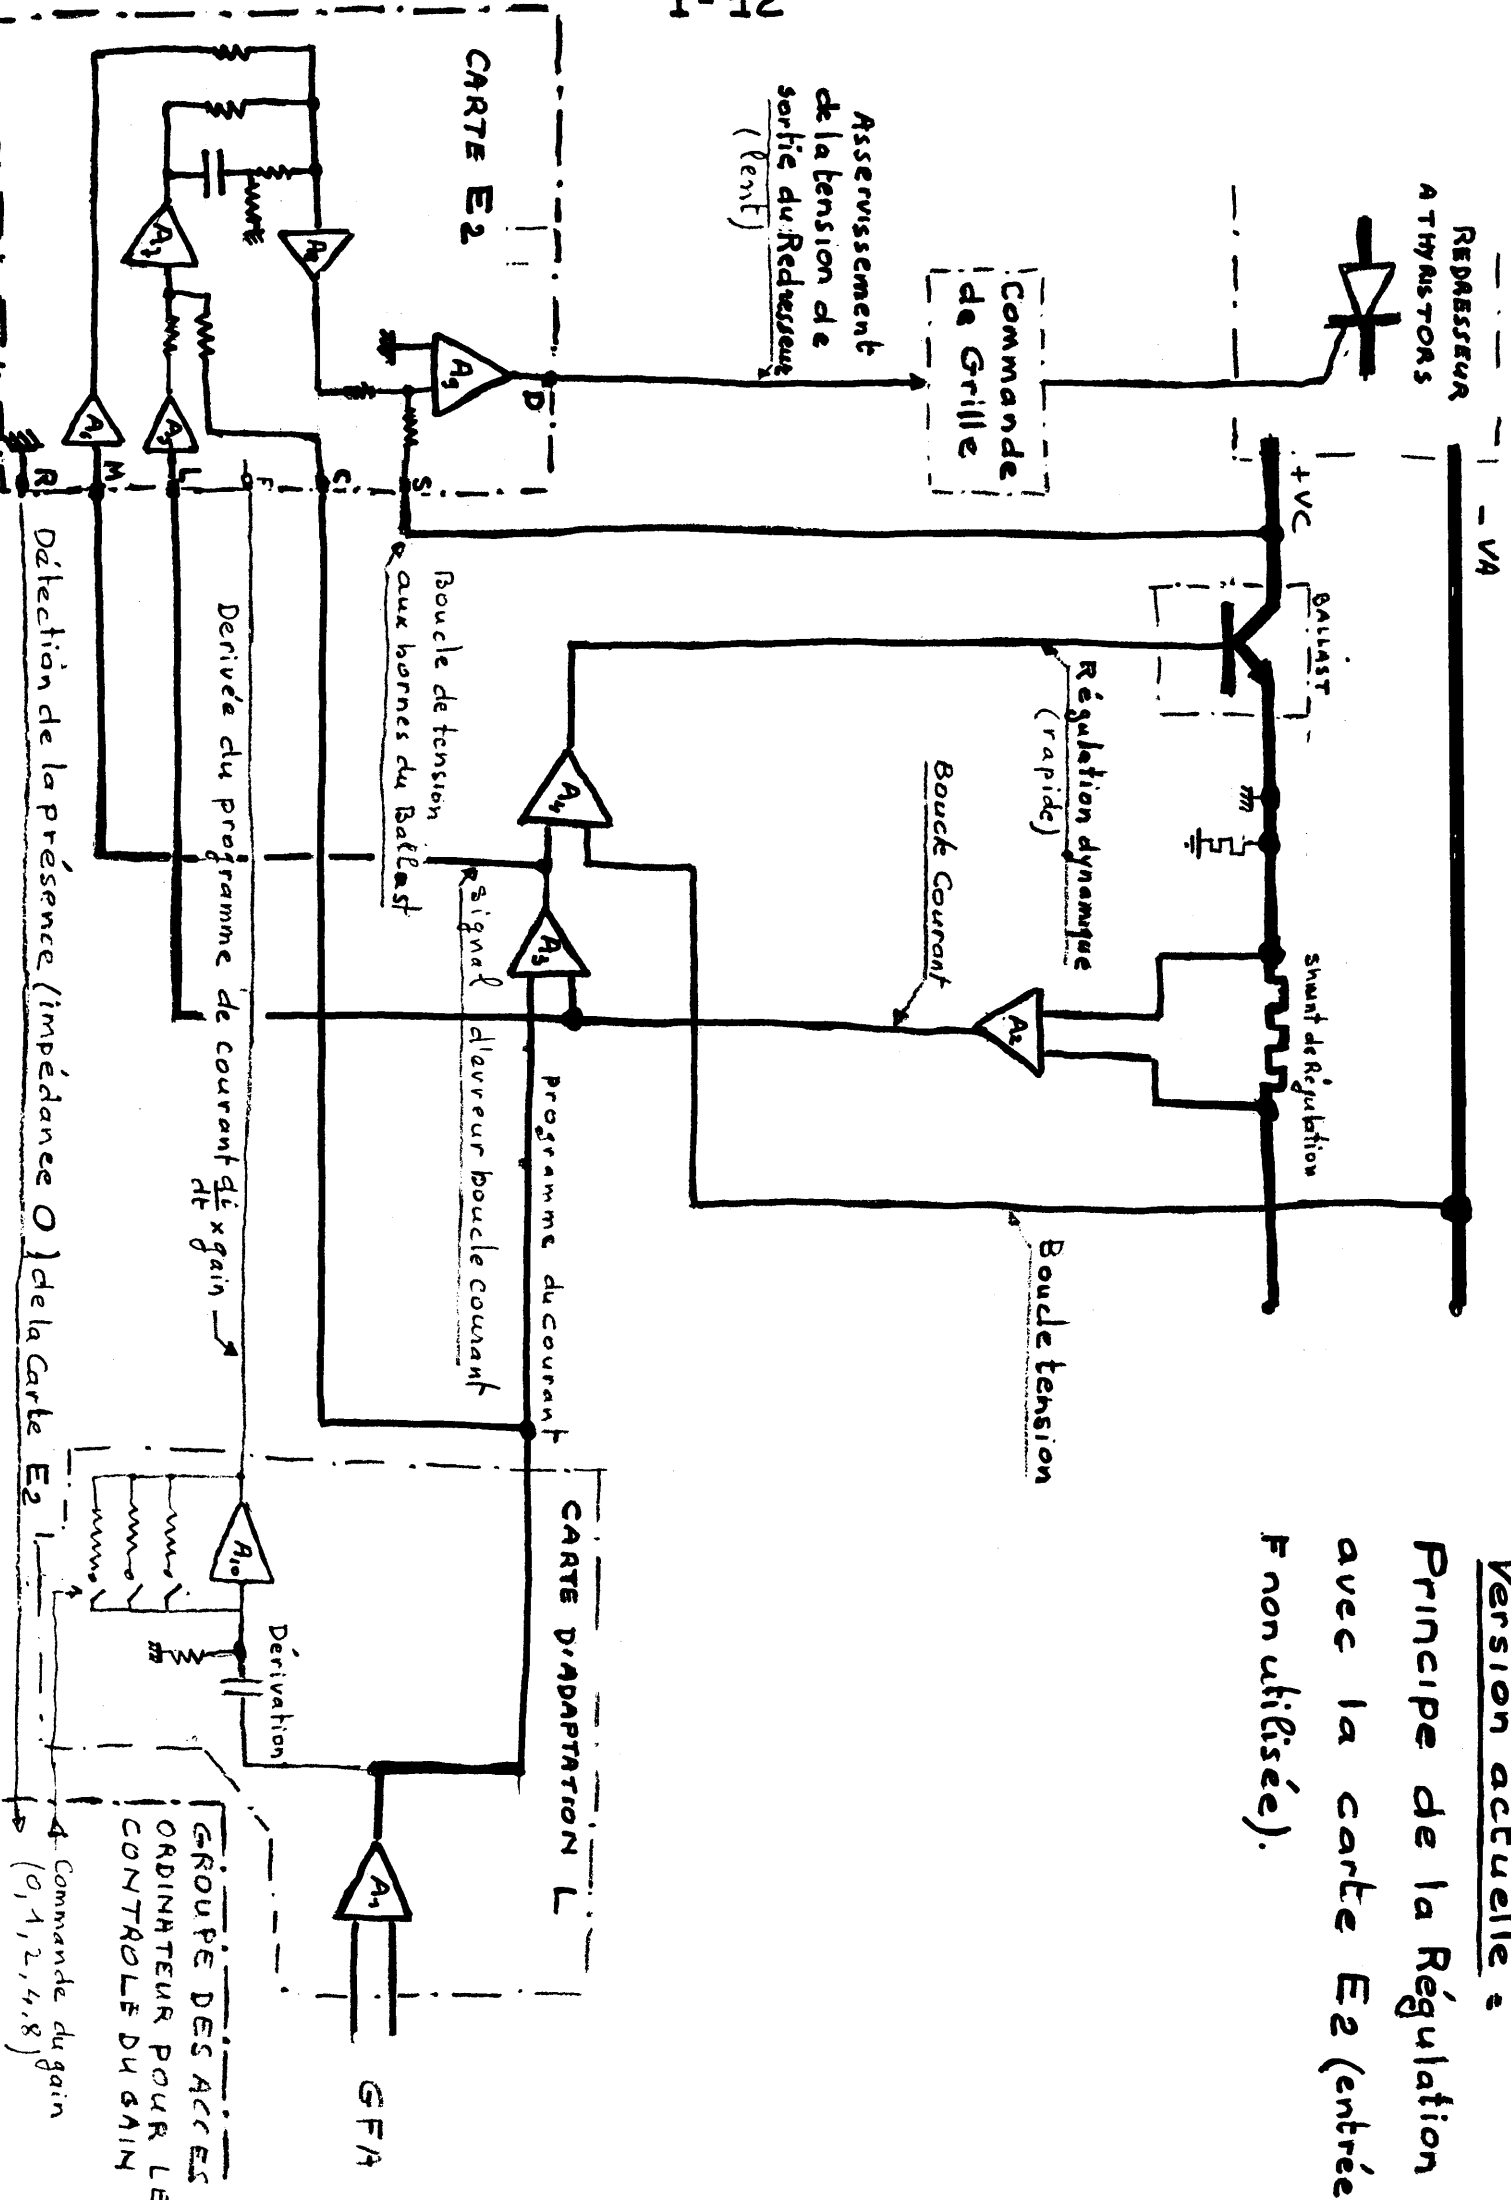 1-12
Version actuelle :
Principe de la Régulation
avec la carte E2 (entrée
F non utilisée).
REDRESSEUR
A THYRISTORS
- VA
+ VC
BALLAST
Shunt de Régulation
Commande
de Grille
Asservissement
de la tension de
sortie du Redresseur
(lent)
Régulation dynamique
(rapide)
Boucle Courant
Boucle tension
A2
A4
A3
CARTE E2
A9
D
A8
A7
A5
A6
S
C
F
L
M
R
Boucle de tension
aux bornes du Ballast
signal d'erreur boucle courant
programme du courant
Derivée du programme de courant di/dt x gain
Détéction de la présence (impédance 0) de la Carte E2
CARTE D'ADAPTATION L
A10
Dérivation
A1
GFA
GROUPE DES ACCES
ORDINATEUR POUR LE
CONTROLE DU GAIN
Commande du gain
(0,1,2,4,8)